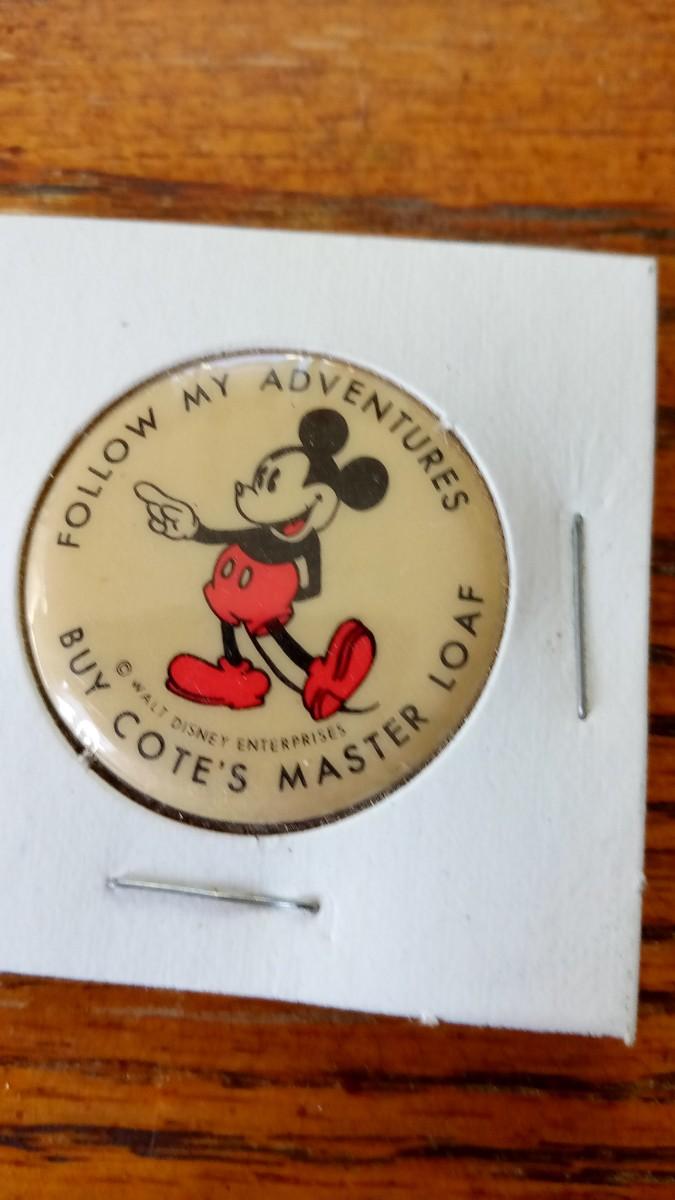 FOLLOW MY ADVENTURES
© WALT DISNEY ENTERPRISES
BUY COTE'S MASTER LOAF